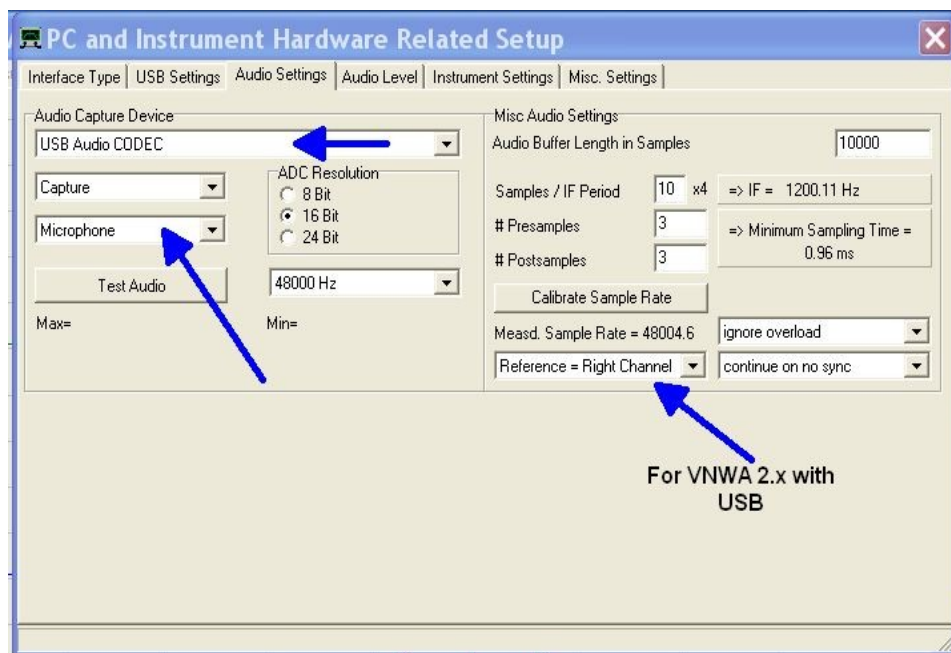 PC and Instrument Hardware Related Setup
Interface Type USB Settings Audio Settings Audio Level Instrument Settings Misc. Settings
Audio Capture Device
USB Audio CODEC
Capture
Microphone
ADC Resolution
8 Bit
16 Bit
24 Bit
Test Audio
48000 Hz
Max=
Min=
Misc Audio Settings
Audio Buffer Length in Samples
10000
Samples / IF Period
10
x4
=> IF = 1200.11 Hz
# Presamples
3
=> Minimum Sampling Time =
0.96 ms
# Postsamples
3
Calibrate Sample Rate
Measd. Sample Rate = 48004.6
ignore overload
Reference = Right Channel
continue on no sync
For VNWA 2.x with
USB